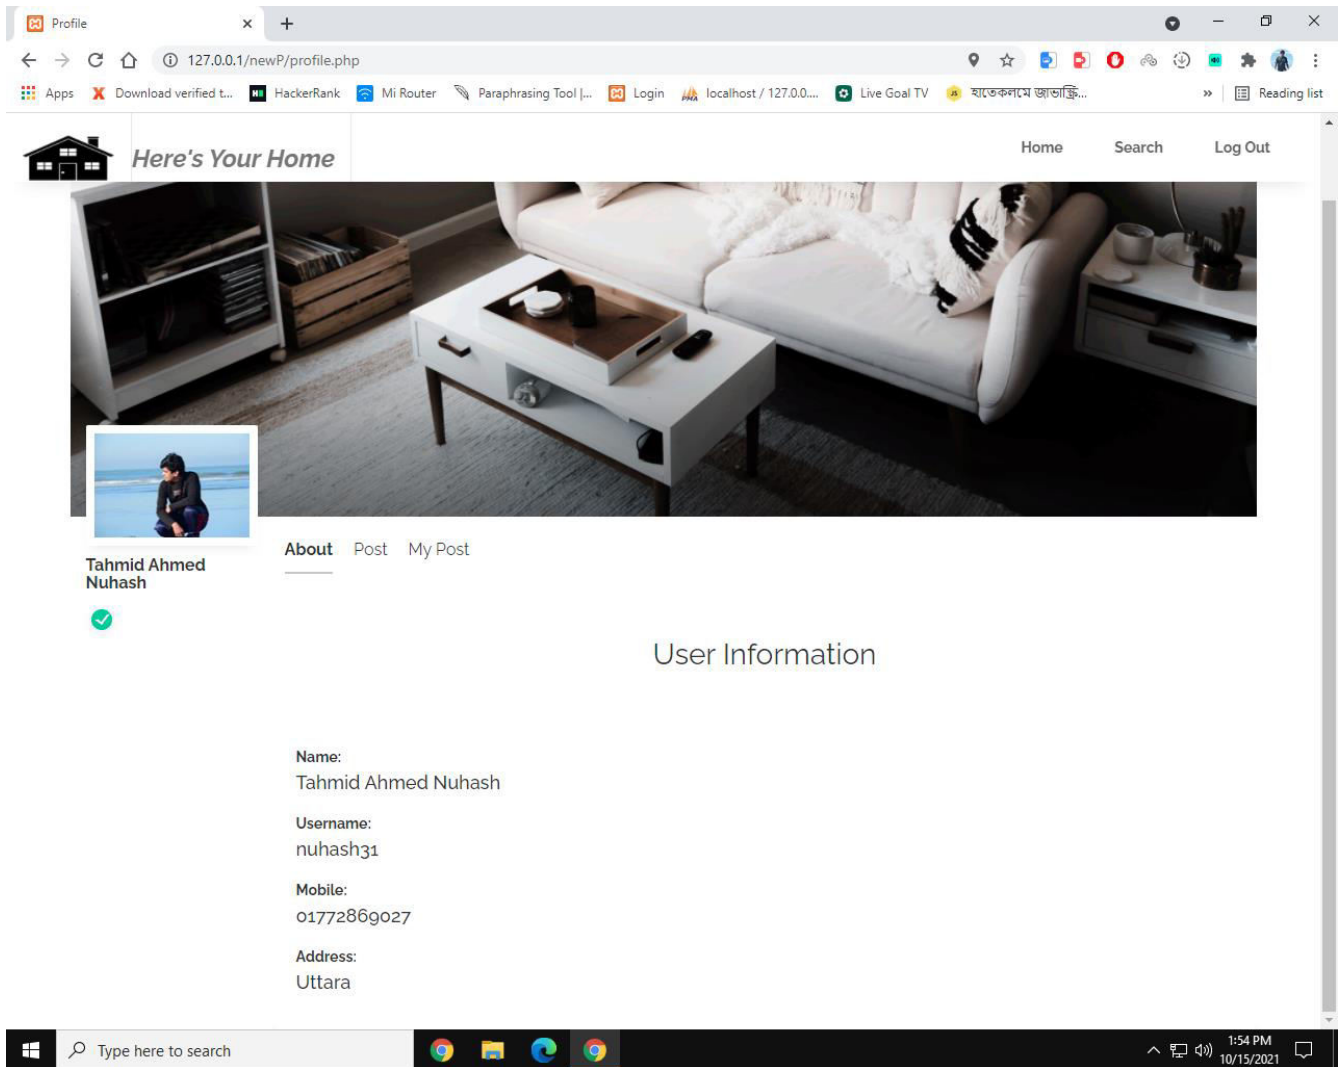 Profile
127.0.0.1/newP/profile.php
Apps
Download verified t...
HackerRank
Mi Router
Paraphrasing Tool |...
Login
localhost / 127.0.0....
Live Goal TV
হাতেকলমে জাভাস্ক্রি...
»
Reading list
Here's Your Home
Home
Search
Log Out
Tahmid Ahmed
Nuhash
About
Post
My Post
User Information
Name:
Tahmid Ahmed Nuhash
Username:
nuhash31
Mobile:
01772869027
Address:
Uttara
Type here to search
1:54 PM
10/15/2021